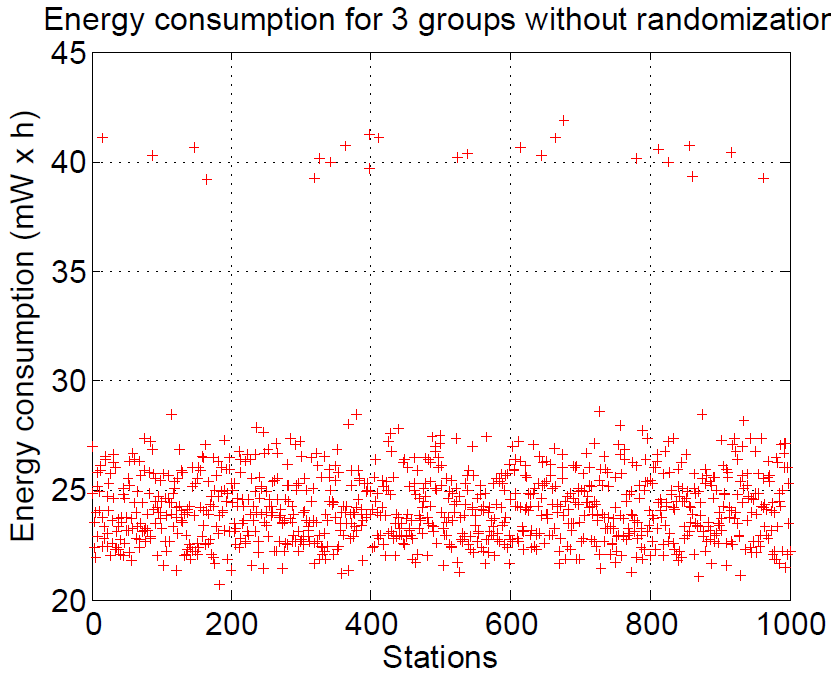 Energy consumption for 3 groups without randomization
45
40
35
30
25
20
Energy consumption (mW x h)
0 200 400 600 800 1000
Stations